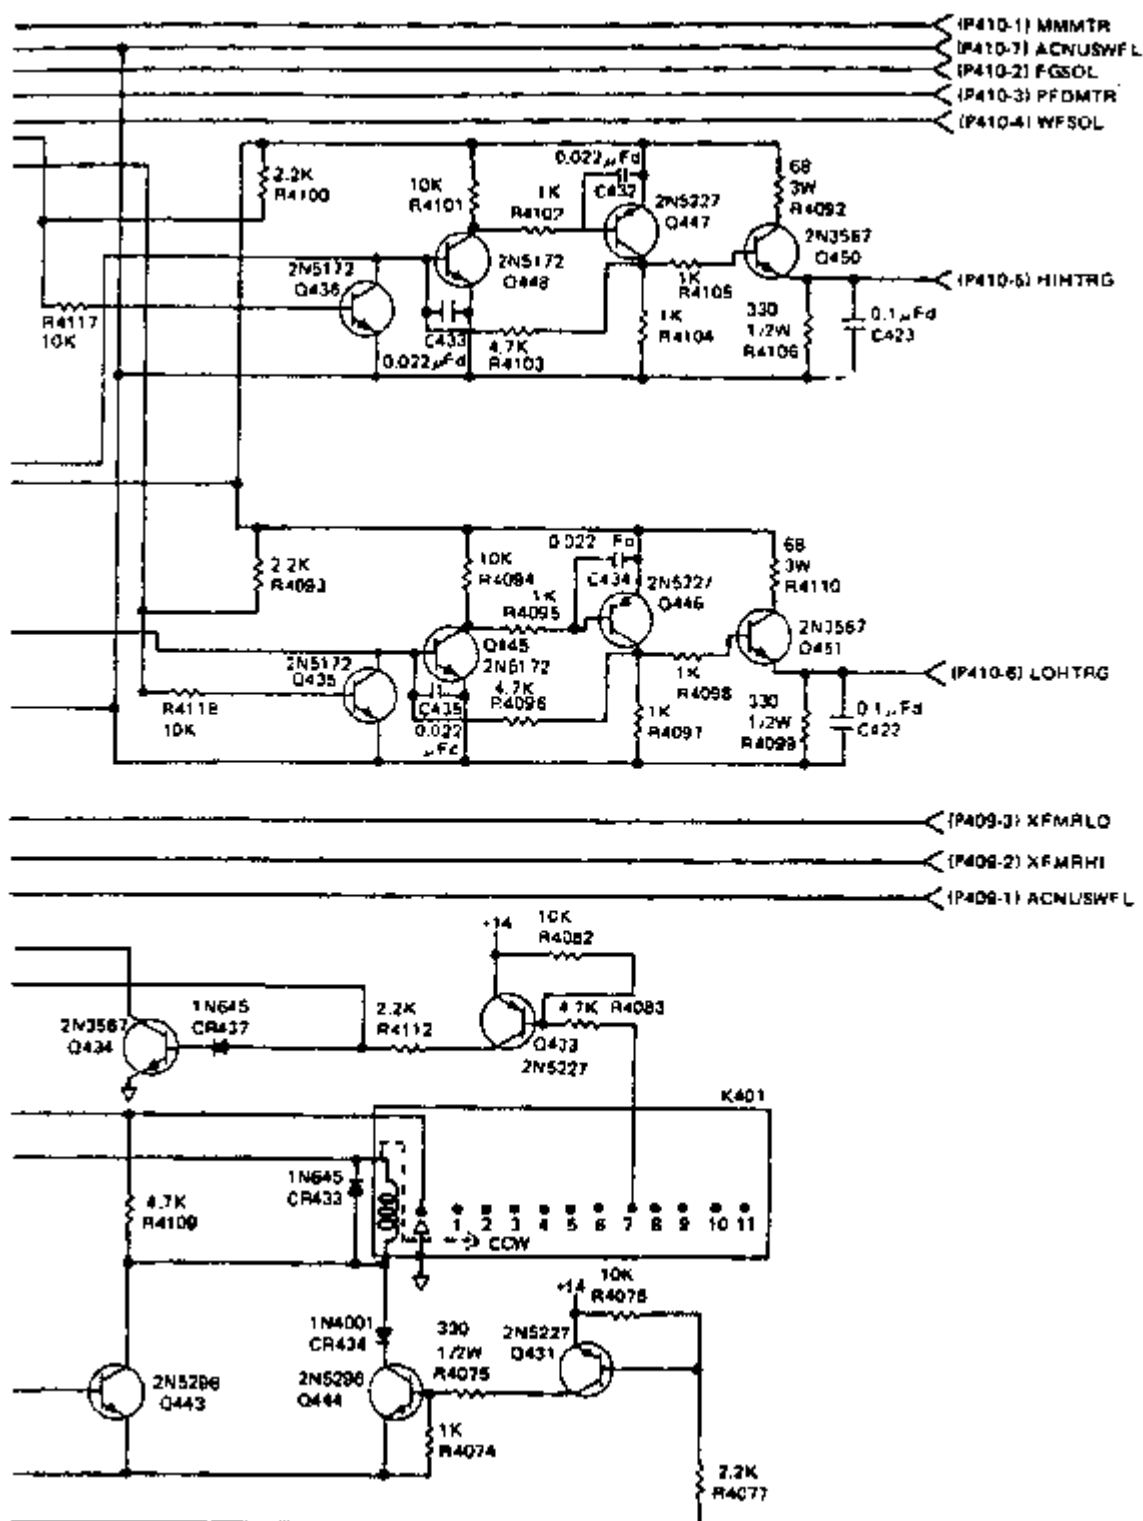 (P410-1) MMMTR
(P410-7) ACNUSWFL
(P410-2) FGSOL
(P410-3) PFDMTR
(P410-4) WFSOL
2.2K
R4100
10K
R4101
1K
R4102
0.022µFd
C432
2N5227
Q447
68
3W
R4092
2N3567
Q450
2N5172
Q436
2N5172
Q448
1K
R4105
(P410-5) HIHTRG
R4117
10K
C433
0.022µFd
4.7K
R4103
1K
R4104
330
1/2W
R4106
0.1µFd
C423
2.2K
R4093
10K
R4094
0.022 Fd
C434
2N5227
Q446
68
3W
R4110
1K
R4095
Q445
2N5172
2N3567
Q451
2N5172
Q435
R4118
10K
C435
0.022
µFd
4.7K
R4096
1K
R4098
1K
R4097
330
1/2W
R4099
0.1µFd
C422
(P410-6) LOHTRG
(P409-3) XFMRLO
(P409-2) XFMRHI
(P409-1) ACNUSWFL
+14
10K
R4082
2N3567
Q434
1N645
CR437
2.2K
R4112
4.7K R4083
Q433
2N5227
K401
4.7K
R4109
1N645
CR433
1 2 3 4 5 6 7 8 9 10 11
CCW
+14
10K
R4076
1N4001
CR434
330
1/2W
R4075
2N5227
Q431
2N5296
Q443
2N5296
Q444
1K
R4074
2.2K
R4077